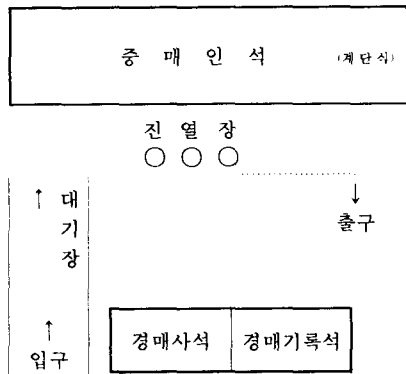 중 매 인 석 (계단식)
진 열 장
○ ○ ○
↑ 대기장
↓
출구
↑
입구
경매사석 경매기록석